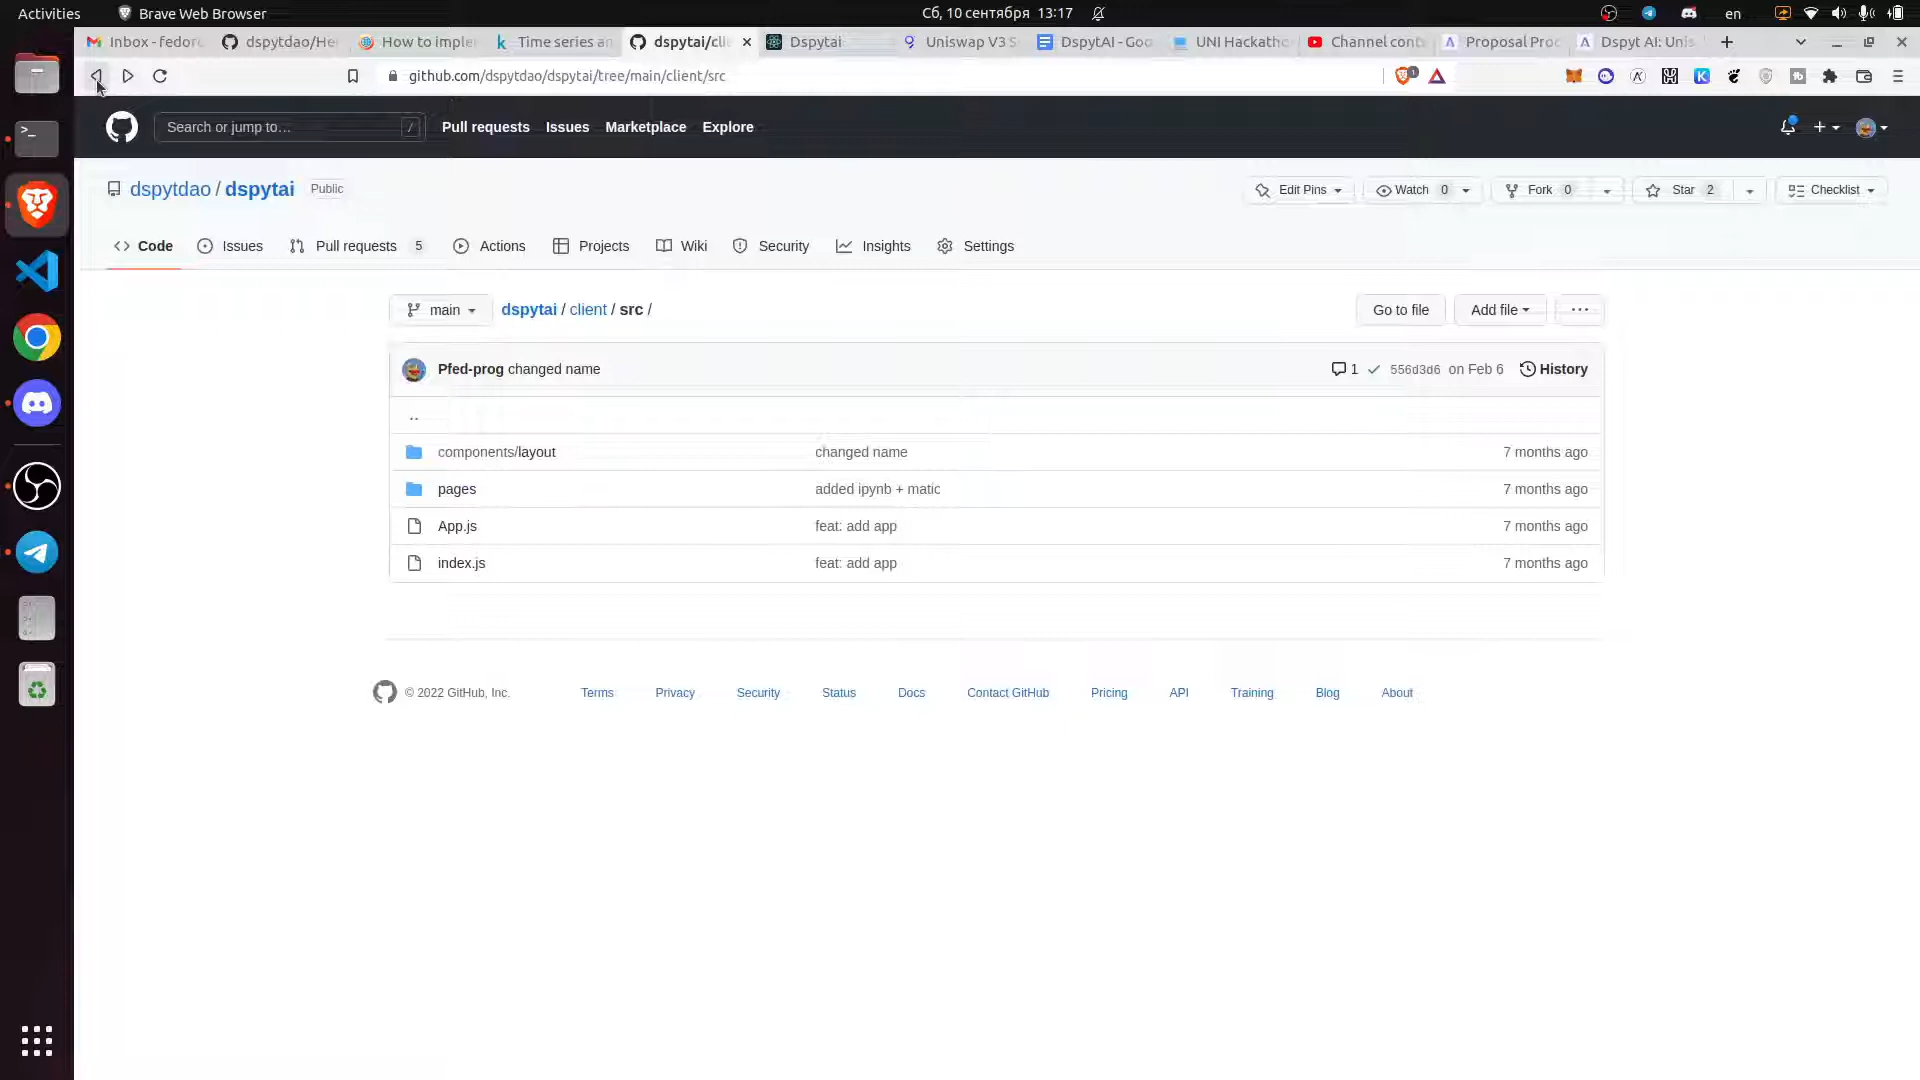 Activities Brave Web Browser Сб, 10 сентября 13:17 en
Inbox - fedor dspytdao/He How to imple Time series an dspytai/clie Dspytai Uniswap V3 S DspytAI - Goo UNI Hackatho Channel cont Proposal Pro Dspyt AI: Unis
github.com/dspytdao/dspytai/tree/main/client/src 1
Search or jump to… / Pull requests Issues Marketplace Explore
dspytdao / dspytai Public Edit Pins Watch 0 Fork 0 Star 2 Checklist
Code Issues Pull requests 5 Actions Projects Wiki Security Insights Settings
main dspytai / client / src / Go to file Add file ...
Pfed-prog changed name 1 556d3d6 on Feb 6 History
..
components/layout changed name 7 months ago
pages added ipynb + matic 7 months ago
App.js feat: add app 7 months ago
index.js feat: add app 7 months ago
© 2022 GitHub, Inc. Terms Privacy Security Status Docs Contact GitHub Pricing API Training Blog About